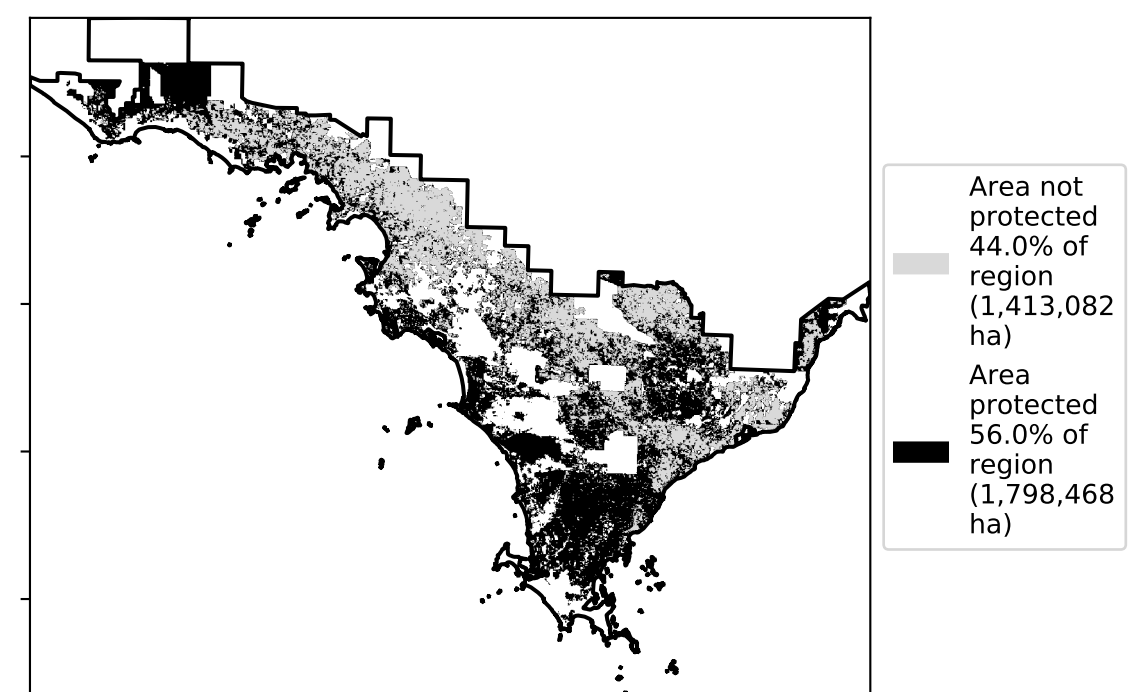 Area not
protected
44.0% of
region
(1,413,082
ha)
Area
protected
56.0% of
region
(1,798,468
ha)